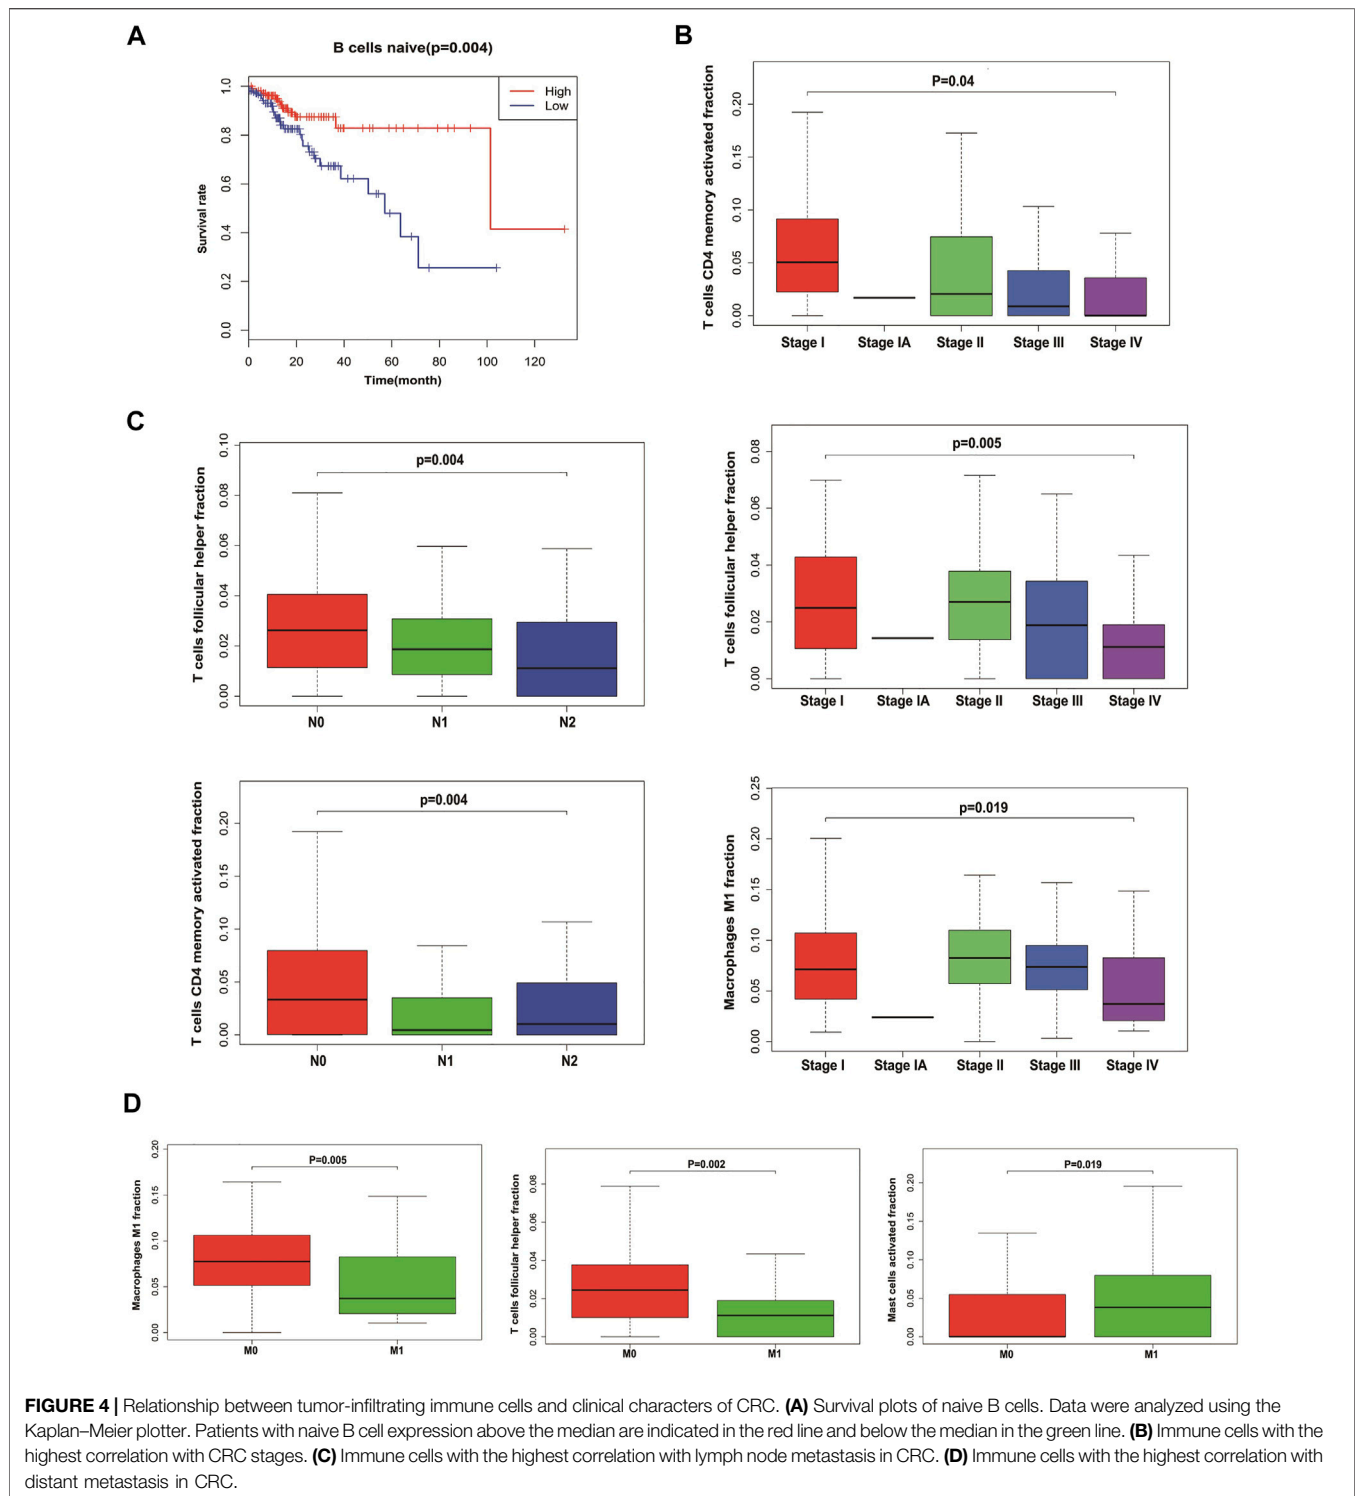 A
B cells naive(p=0.004)
High
Low
Survival rate
0.0
0.2
0.4
0.6
0.8
1.0
0 20 40 60 80 100 120
Time(month)
B
P=0.04
T cells CD4 memory activated fraction
0.00
0.05
0.10
0.15
0.20
Stage I Stage IA Stage II Stage III Stage IV
C
p=0.004
T cells follicular helper fraction
0.00
0.02
0.04
0.06
0.08
0.10
N0 N1 N2
p=0.005
T cells follicular helper fraction
0.00
0.02
0.04
0.06
0.08
Stage I Stage IA Stage II Stage III Stage IV
p=0.004
T cells CD4 memory activated fraction
0.00
0.05
0.10
0.15
0.20
N0 N1 N2
p=0.019
Macrophages M1 fraction
0.00
0.05
0.10
0.15
0.20
0.25
Stage I Stage IA Stage II Stage III Stage IV
D
P=0.005
Macrophages M1 fraction
0.00
0.05
0.10
0.15
0.20
M0 M1
P=0.002
T cells follicular helper fraction
0.00
0.02
0.04
0.06
0.08
M0 M1
P=0.019
Mast cells activated fraction
0.00
0.05
0.10
0.15
0.20
M0 M1
FIGURE 4 | Relationship between tumor-infiltrating immune cells and clinical characters of CRC. (A) Survival plots of naive B cells. Data were analyzed using the
Kaplan–Meier plotter. Patients with naive B cell expression above the median are indicated in the red line and below the median in the green line. (B) Immune cells with the
highest correlation with CRC stages. (C) Immune cells with the highest correlation with lymph node metastasis in CRC. (D) Immune cells with the highest correlation with
distant metastasis in CRC.